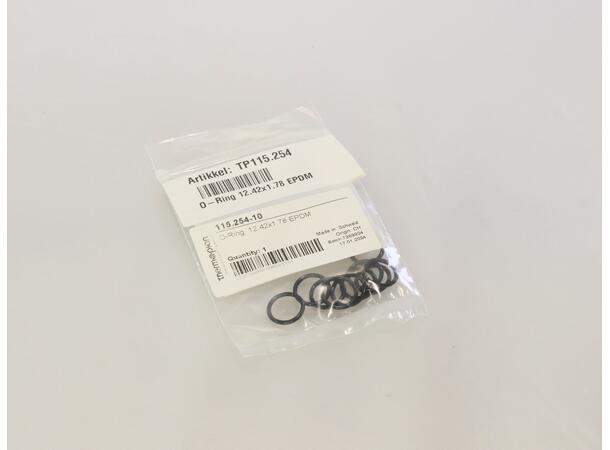 Artikkel: TP115.254
O-Ring 12.42x1.78 EPDM
115.254-10
O-Ring 12.42x1.78 EPDM
Made in: Schweiz
Origin: CH
17.01.2024
Quantity: 1
thermoplan